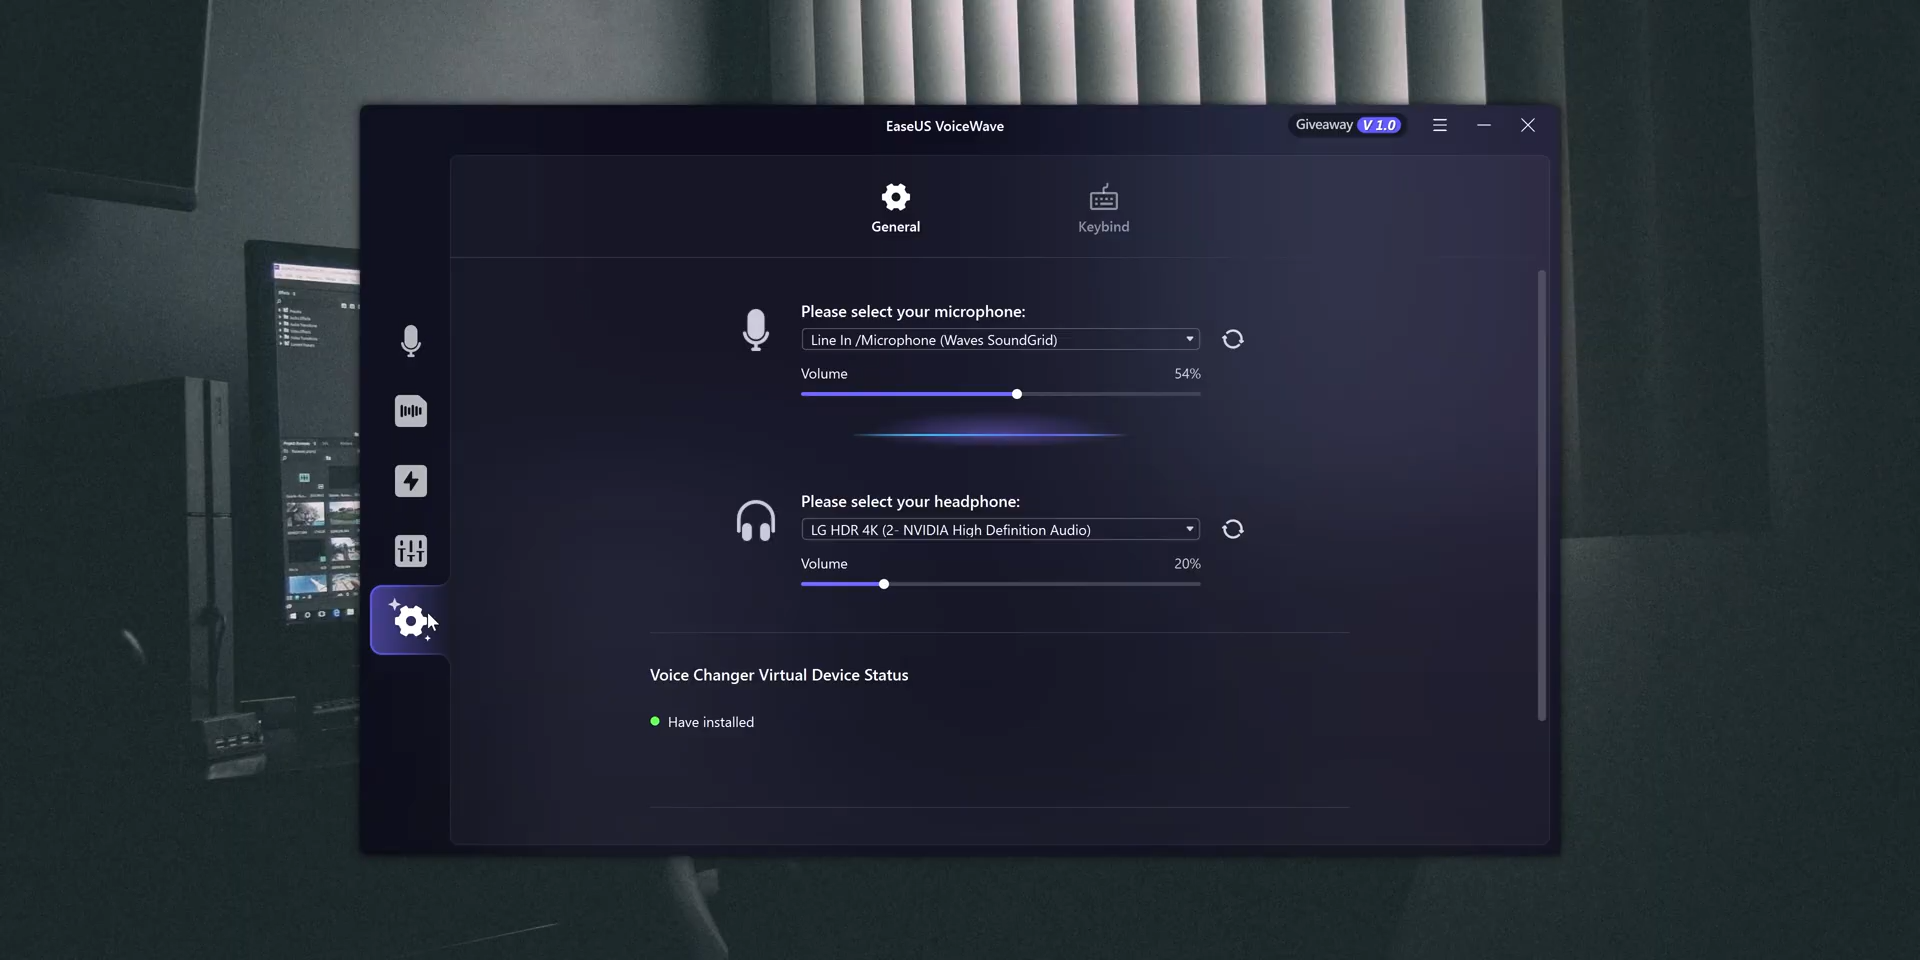 EaseUS VoiceWave
Giveaway V 1.0
General
Keybind
Please select your microphone:
Line In /Microphone (Waves SoundGrid)
Volume 54%
Please select your headphone:
LG HDR 4K (2- NVIDIA High Definition Audio)
Volume 20%
Voice Changer Virtual Device Status
Have installed